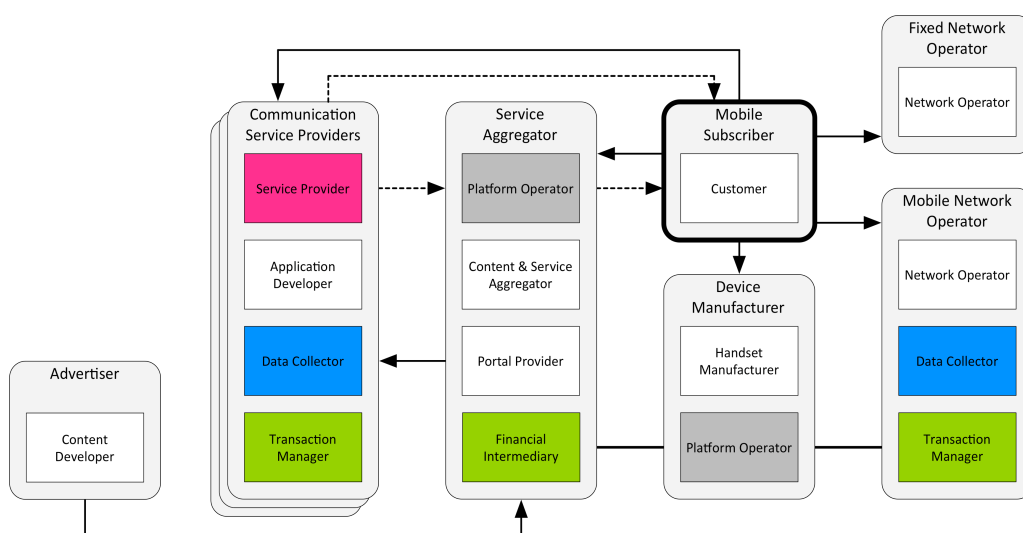 Fixed Network
Operator
Network Operator
Communication
Service Providers
Service Provider
Application
Developer
Data Collector
Transaction
Manager
Service
Aggregator
Platform Operator
Content & Service
Aggregator
Portal Provider
Financial
Intermediary
Mobile
Subscriber
Customer
Device
Manufacturer
Handset
Manufacturer
Platform Operator
Mobile Network
Operator
Network Operator
Data Collector
Transaction
Manager
Advertiser
Content
Developer